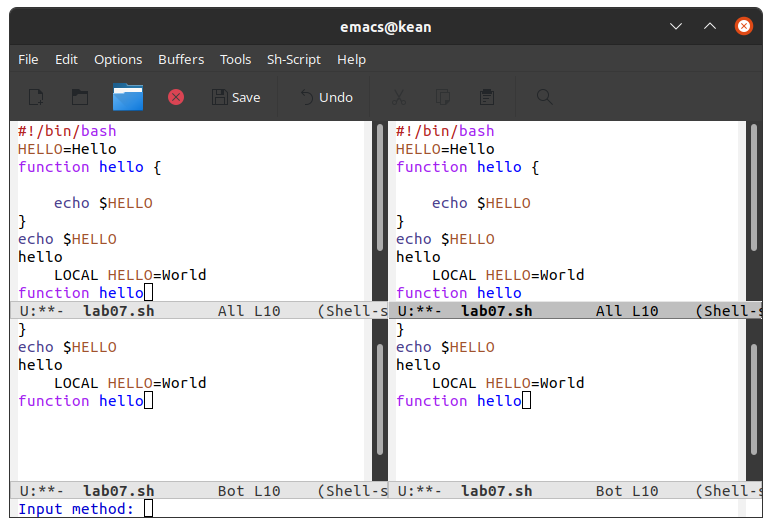 emacs@kean
File Edit Options Buffers Tools Sh-Script Help
Save Undo
#!/bin/bash
HELLO=Hello
function hello {
echo $HELLO
}
echo $HELLO
hello
LOCAL HELLO=World
function hello
U:**- lab07.sh All L10 (Shell-s
#!/bin/bash
HELLO=Hello
function hello {
echo $HELLO
}
echo $HELLO
hello
LOCAL HELLO=World
function hello
U:**- lab07.sh All L10 (Shell-s
}
echo $HELLO
hello
LOCAL HELLO=World
function hello
U:**- lab07.sh Bot L10 (Shell-s
}
echo $HELLO
hello
LOCAL HELLO=World
function hello
U:**- lab07.sh Bot L10 (Shell-s
Input method: